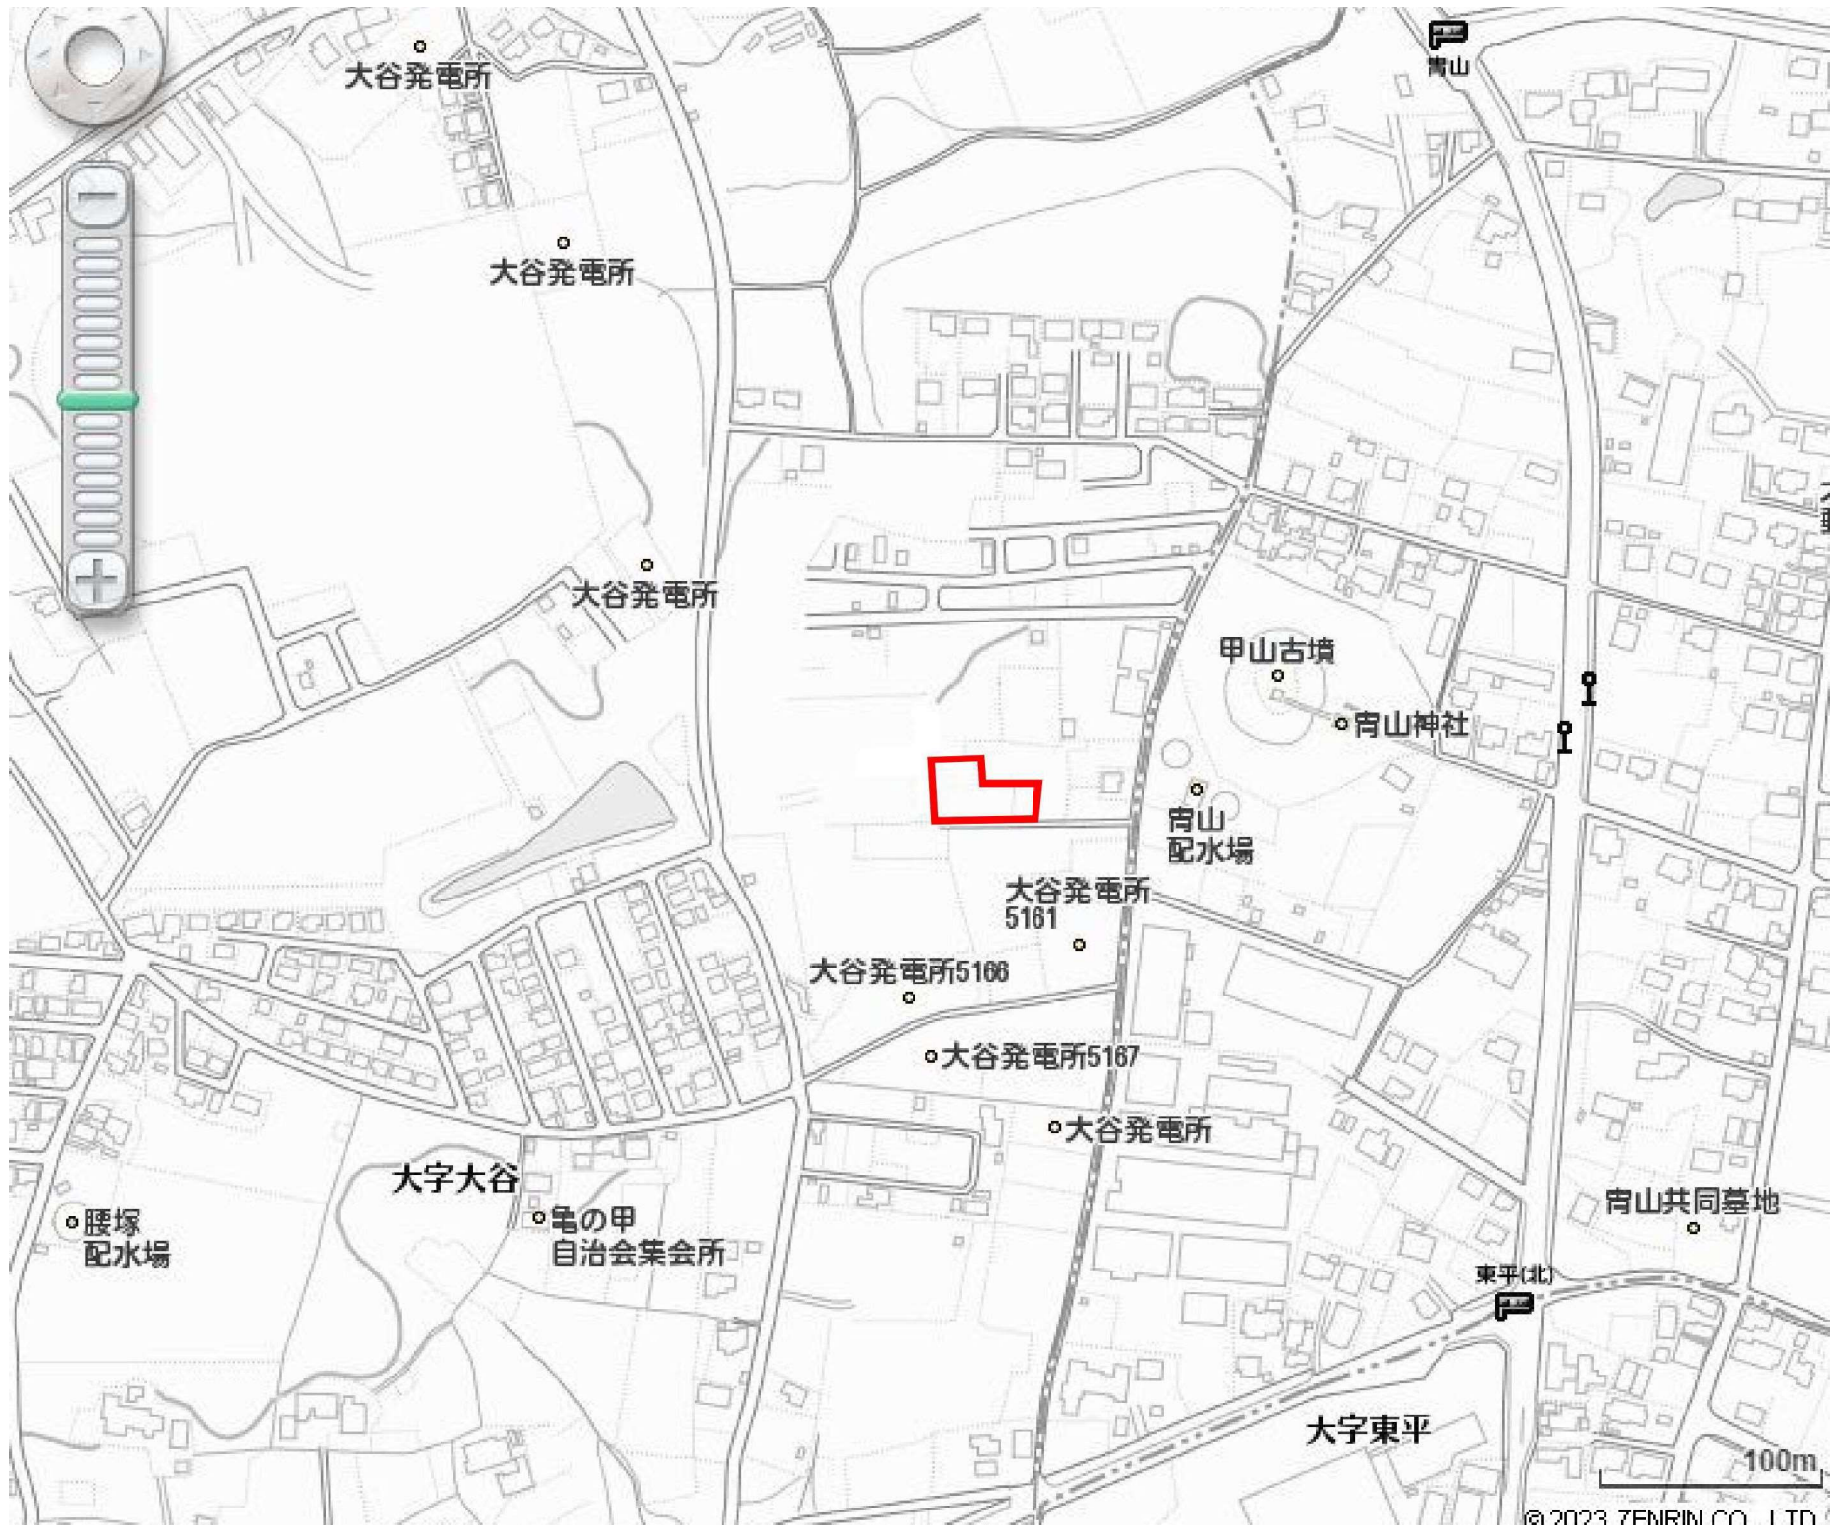 冑山
大谷発電所
大谷発電所
大谷発電所
甲山古墳
冑山神社
冑山
配水場
大谷発電所
5161
大谷発電所5166
大谷発電所5167
大谷発電所
大字大谷
亀の甲
自治会集会所
腰塚
配水場
冑山共同墓地
東平(北)
大字東平
100m
© 2023 ZENRIN CO., LTD